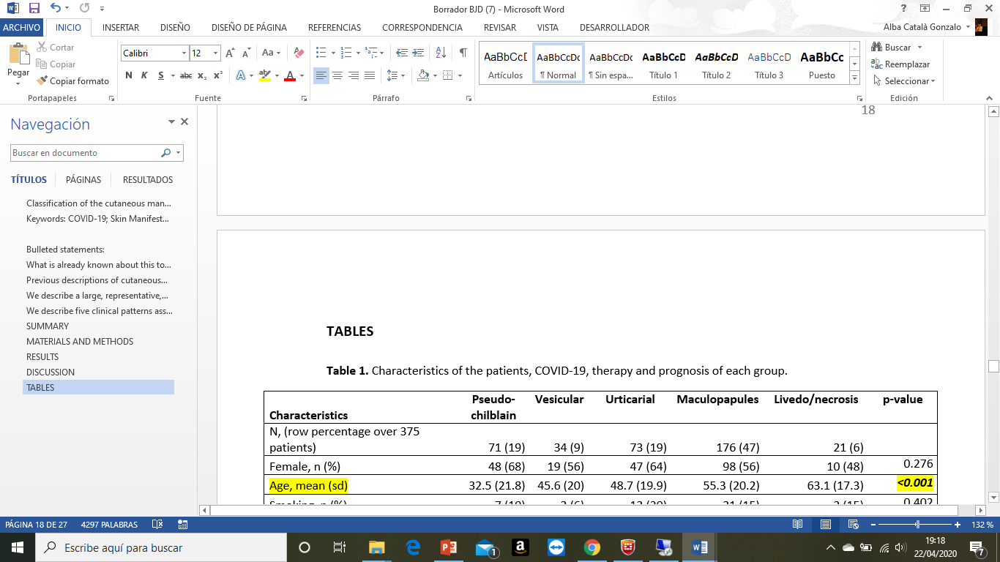 Borrador BJD (7) - Microsoft Word
ARCHIVO INICIO INSERTAR DISEÑO DISEÑO DE PÁGINA REFERENCIAS CORRESPONDENCIA REVISAR VISTA DESARROLLADOR Alba Català Gonzalo
Pegar
Cortar
Copiar
Copiar formato
Portapapeles
Calibri 12
N K S abc x₂ x²
Fuente
Párrafo
AaBbCcI AaBbCcDc AaBbCcDc AaBbCcD AaBbCcD AaBbCcD AaBbCc
Artículos ¶ Normal ¶ Sin espa... Título 1 Título 2 Título 3 Puesto
Estilos
Buscar
Reemplazar
Seleccionar
Edición
Navegación
Buscar en documento
TÍTULOS PÁGINAS RESULTADOS
Classification of the cutaneous man...
Keywords: COVID-19; Skin Manifest...
Bulleted statements:
What is already known about this to...
Previous descriptions of cutaneous...
We describe a large, representative,...
We describe five clinical patterns ass...
SUMMARY
MATERIALS AND METHODS
RESULTS
DISCUSSION
TABLES
18
TABLES
Table 1. Characteristics of the patients, COVID-19, therapy and prognosis of each group.
Characteristics Pseudo-chilblain Vesicular Urticarial Maculopapules Livedo/necrosis p-value
N, (row percentage over 375
patients) 71 (19) 34 (9) 73 (19) 176 (47) 21 (6)
Female, n (%) 48 (68) 19 (56) 47 (64) 98 (56) 10 (48) 0.276
Age, mean (sd) 32.5 (21.8) 45.6 (20) 48.7 (19.9) 55.3 (20.2) 63.1 (17.3) <0.001
PÁGINA 18 DE 27 4297 PALABRAS 132 %
Escribe aquí para buscar
19:18
22/04/2020